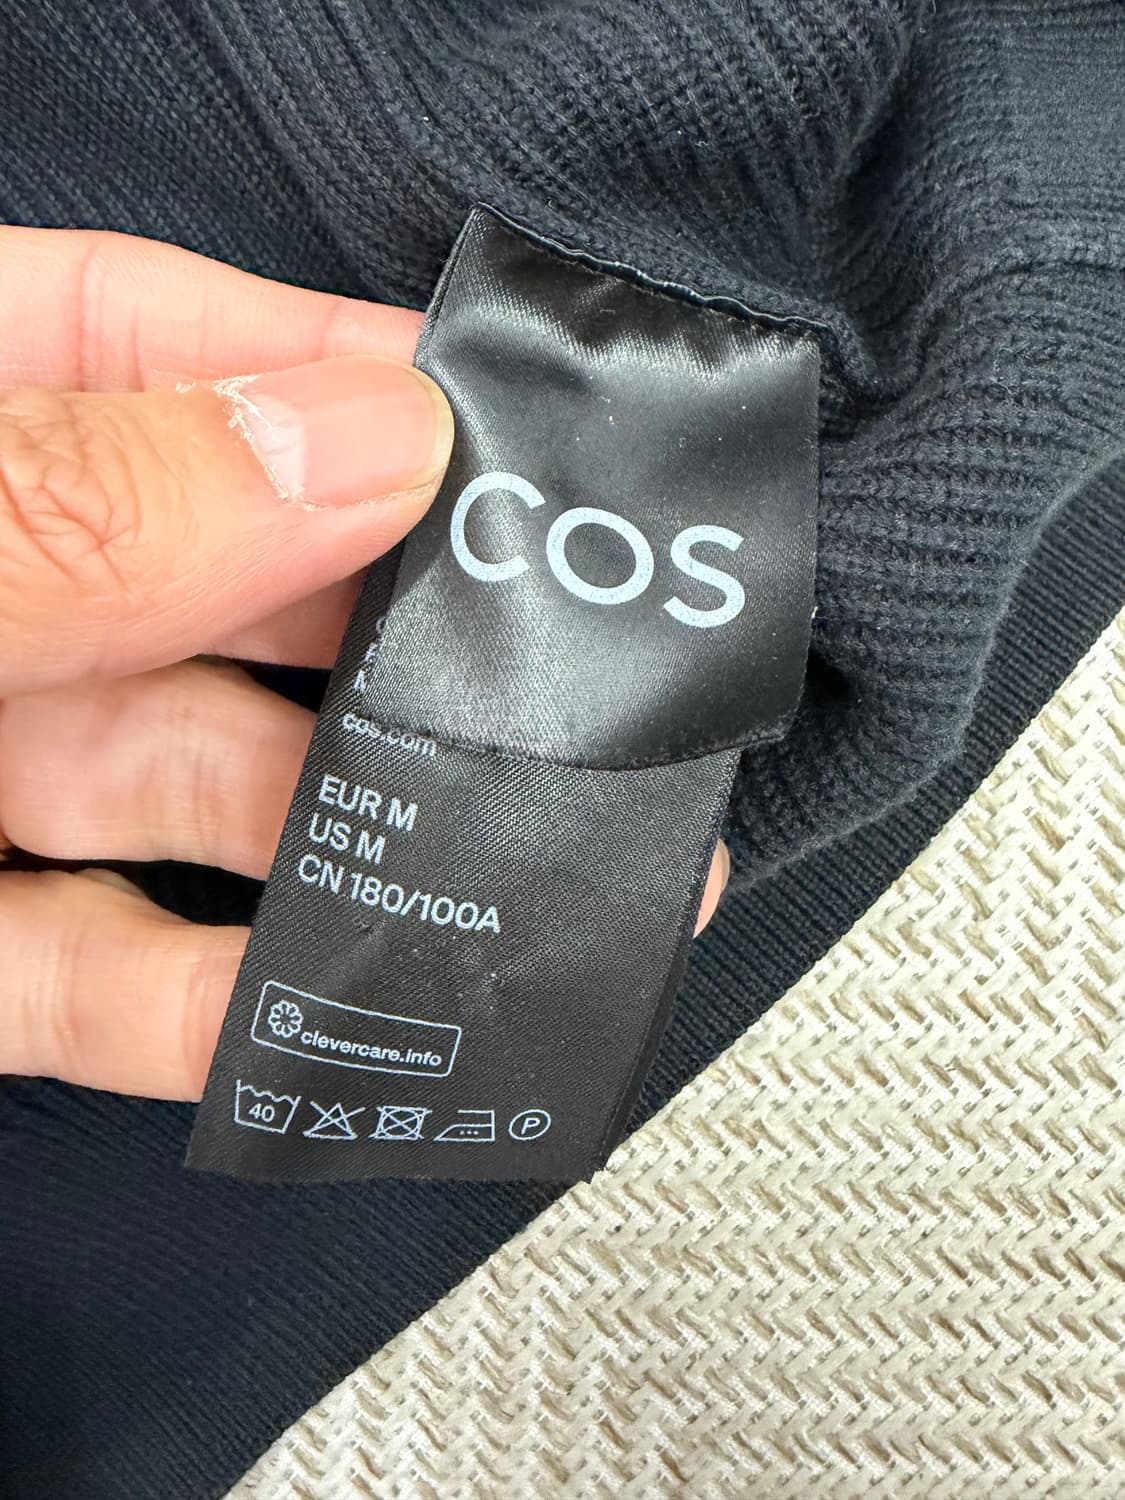 COS
cos.com
EUR M
US M
CN 180/100A
clevercare.info
40
P